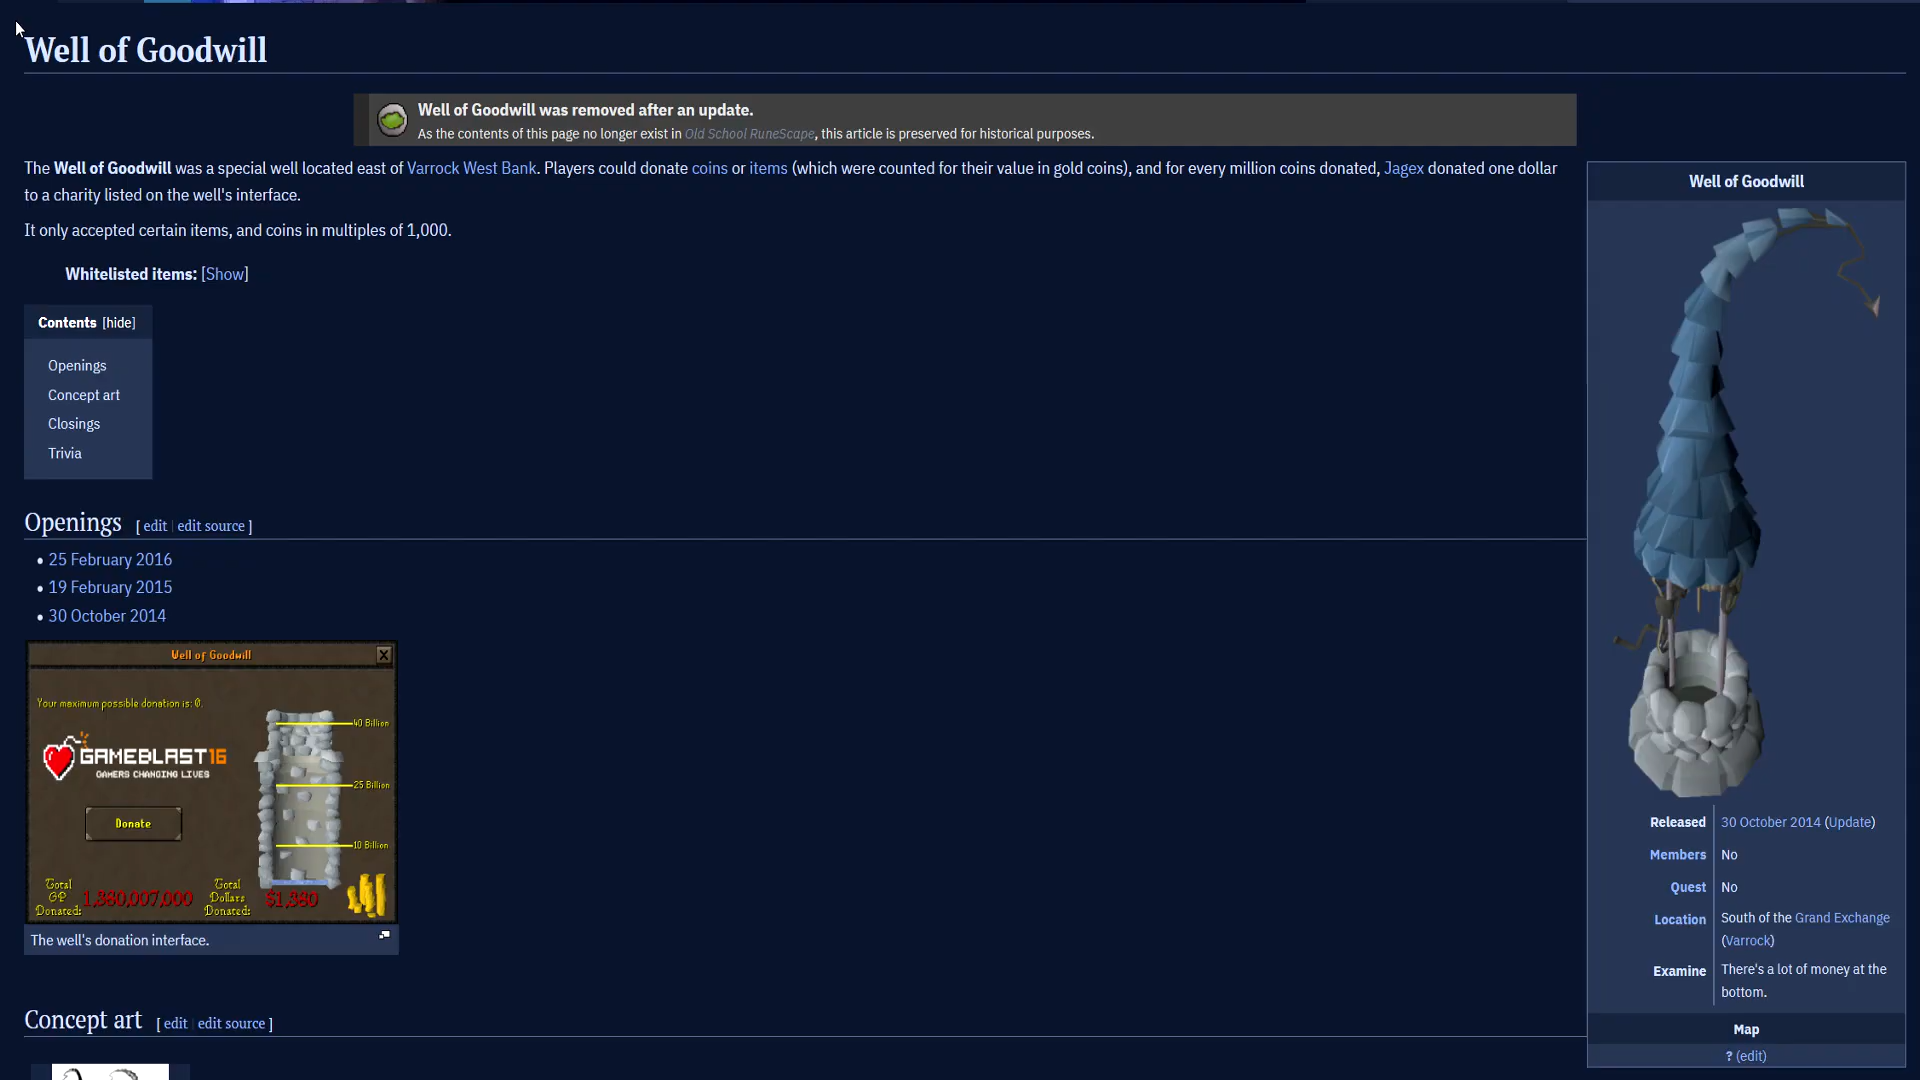 Well of Goodwill
Well of Goodwill was removed after an update.
As the contents of this page no longer exist in Old School RuneScape, this article is preserved for historical purposes.
The Well of Goodwill was a special well located east of Varrock West Bank. Players could donate coins or items (which were counted for their value in gold coins), and for every million coins donated, Jagex donated one dollar
to a charity listed on the well's interface.
It only accepted certain items, and coins in multiples of 1,000.
Whitelisted items: [Show]
Contents [hide]
Openings
Concept art
Closings
Trivia
Openings [ edit | edit source ]
• 25 February 2016
• 19 February 2015
• 30 October 2014
Well of Goodwill
Your maximum possible donation is: 0.
GAMEBLAST16
GAMERS CHANGING LIVES
Donate
40 Billion
25 Billion
10 Billion
Total
GP
Donated:
1,380,007,000
Total
Dollars
Donated:
$1,380
The well's donation interface.
Concept art [ edit | edit source ]
Well of Goodwill
Released 30 October 2014 (Update)
Members No
Quest No
Location South of the Grand Exchange
(Varrock)
Examine There's a lot of money at the
bottom.
Map
? (edit)